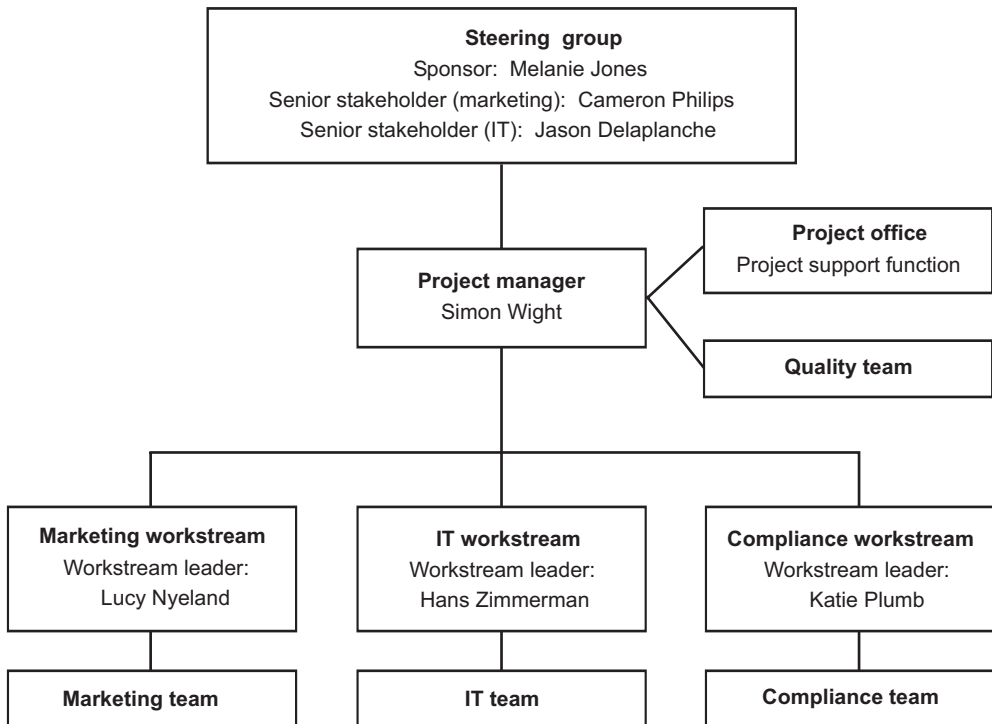 Steering group
Sponsor: Melanie Jones
Senior stakeholder (marketing): Cameron Philips
Senior stakeholder (IT): Jason Delaplanche
Project office
Project support function
Project manager
Simon Wight
Quality team
Marketing workstream
Workstream leader:
Lucy Nyeland
IT workstream
Workstream leader:
Hans Zimmerman
Compliance workstream
Workstream leader:
Katie Plumb
Marketing team
IT team
Compliance team